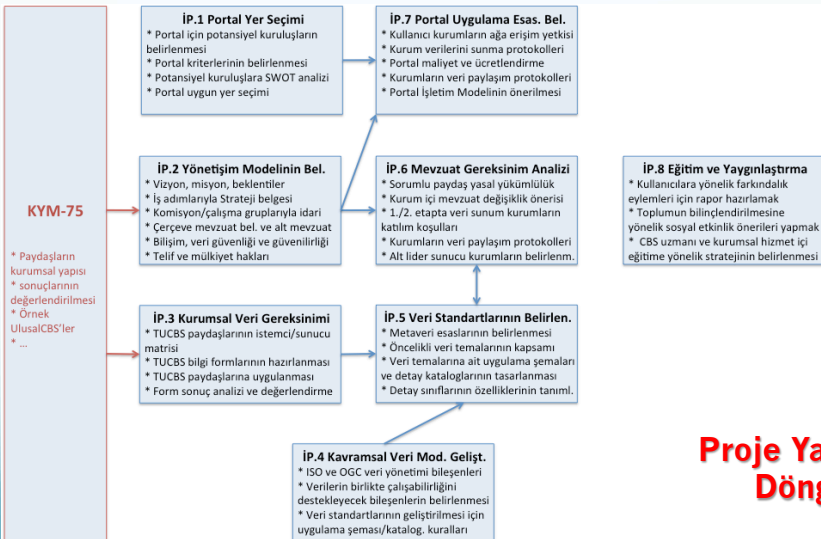 KYM-75
* Paydaşların
kurumsal yapısı
* sonuçlarının
değerlendirilmesi
* Örnek
UlusalCBS'ler
* ...
İP.1 Portal Yer Seçimi
* Portal için potansiyel kuruluşların
belirlenmesi
* Portal kriterlerinin belirlenmesi
* Potansiyel kuruluşlara SWOT analizi
* Portal uygun yer seçimi
İP.7 Portal Uygulama Esas. Bel.
* Kullanıcı kurumların ağa erişim yetkisi
* Kurum verilerini sunma protokolleri
* Portal maliyet ve ücretlendirme
* Kurumların veri paylaşım protokolleri
* Portal İşletim Modelinin önerilmesi
İP.2 Yönetişim Modelinin Bel.
* Vizyon, misyon, beklentiler
* İş adımlarıyla Strateji belgesi
* Komisyon/çalışma gruplarıyla idari
* Çerçeve mevzuat bel. ve alt mevzuat
* Bilişim, veri güvenliği ve güvenilirliği
* Telif ve mülkiyet hakları
İP.6 Mevzuat Gereksinim Analizi
* Sorumlu paydaş yasal yükümlülük
* Kurum içi mevzuat değişiklik önerisi
* 1./2. etapta veri sunum kurumların
katılım koşulları
* Kurumların veri paylaşım protokolleri
* Alt lider sunucu kurumların belirlenm.
İP.8 Eğitim ve Yaygınlaştırma
* Kullanıcılara yönelik farkındalık
eylemleri için rapor hazırlamak
* Toplumun bilinçlendirilmesine
yönelik sosyal etkinlik önerileri yapmak
* CBS uzmanı ve kurumsal hizmet içi
eğitime yönelik stratejinin belirlenmesi
İP.3 Kurumsal Veri Gereksinimi
* TUCBS paydaşlarının istemci/sunucu
matrisi
* TUCBS bilgi formlarının hazırlanması
* TUCBS paydaşlarına uygulanması
* Form sonuç analizi ve değerlendirme
İP.5 Veri Standartlarının Belirlen.
* Metaveri esaslarının belirlenmesi
* Öncelikli veri temalarının kapsamı
* Veri temalarına ait uygulama şemaları
ve detay kataloglarının tasarlanması
* Detay sınıflarının özelliklerinin tanıml.
İP.4 Kavramsal Veri Mod. Gelişt.
* ISO ve OGC veri yönetimi bileşenleri
* Verilerin birlikte çalışabilirliğini
destekleyecek bileşenlerin belirlenmesi
* Veri standartlarının geliştirilmesi için
uygulama şeması/katalog. kuralları
Proje Ya
Döng